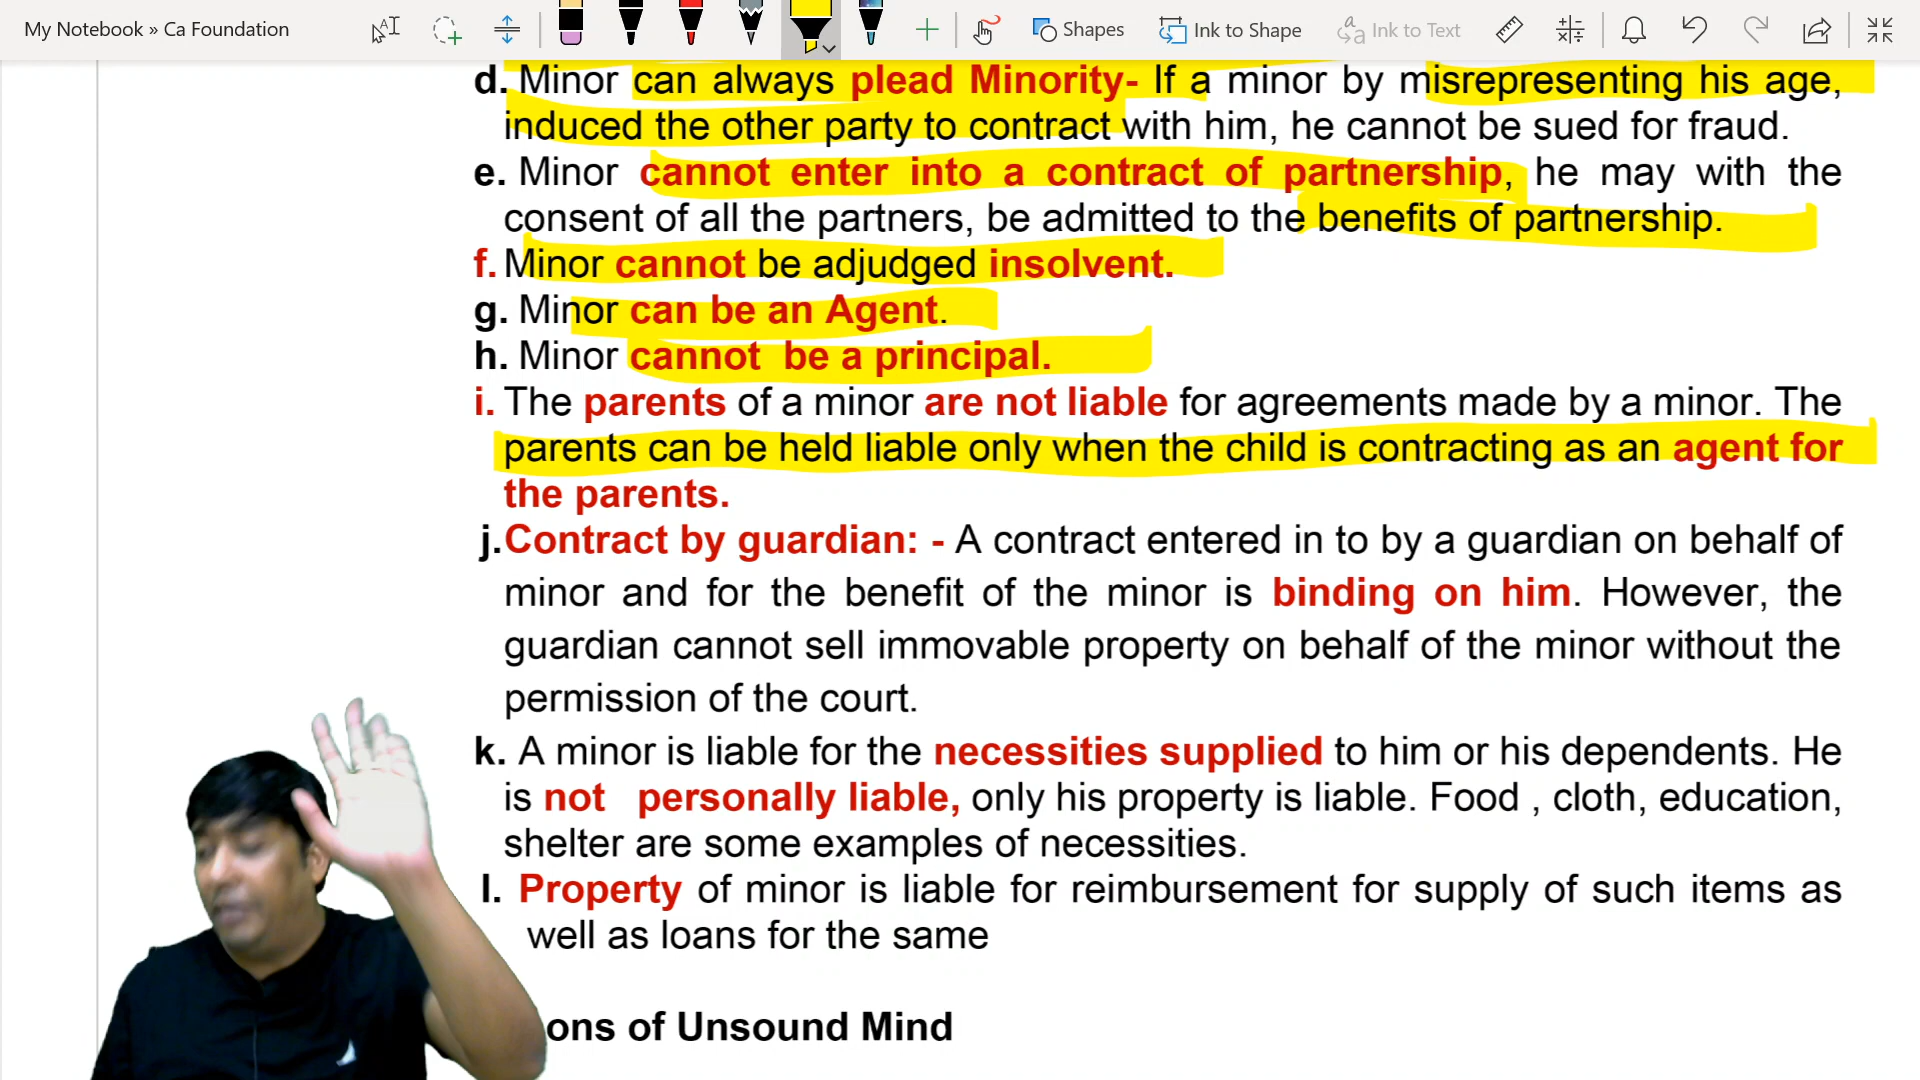 My Notebook » Ca Foundation
Shapes
Ink to Shape
Ink to Text
d. Minor can always plead Minority- If a minor by misrepresenting his age,
induced the other party to contract with him, he cannot be sued for fraud.
e. Minor cannot enter into a contract of partnership, he may with the
consent of all the partners, be admitted to the benefits of partnership.
f. Minor cannot be adjudged insolvent.
g. Minor can be an Agent.
h. Minor cannot be a principal.
i. The parents of a minor are not liable for agreements made by a minor. The
parents can be held liable only when the child is contracting as an agent for
the parents.
j. Contract by guardian: - A contract entered in to by a guardian on behalf of
minor and for the benefit of the minor is binding on him. However, the
guardian cannot sell immovable property on behalf of the minor without the
permission of the court.
k. A minor is liable for the necessities supplied to him or his dependents. He
is not personally liable, only his property is liable. Food , cloth, education,
shelter are some examples of necessities.
l. Property of minor is liable for reimbursement for supply of such items as
well as loans for the same
ons of Unsound Mind